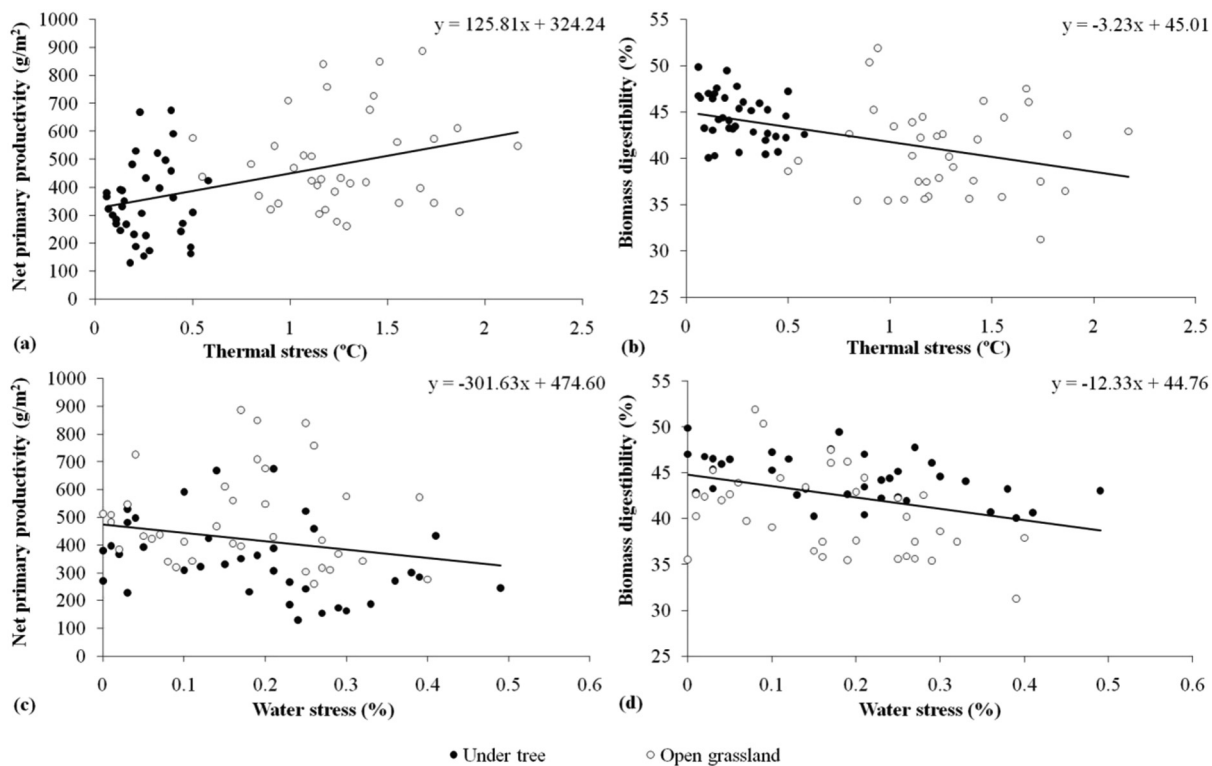 y = 125.81x + 324.24
Net primary productivity (g/m²)
1000
900
800
700
600
500
400
300
200
100
0
0 0.5 1 1.5 2 2.5
(a)
Thermal stress (ºC)
y = -3.23x + 45.01
Biomass digestibility (%)
55
50
45
40
35
30
25
0 0.5 1 1.5 2 2.5
(b)
Thermal stress (ºC)
y = -301.63x + 474.60
Net primary productivity (g/m²)
1000
900
800
700
600
500
400
300
200
100
0
0 0.1 0.2 0.3 0.4 0.5 0.6
(c)
Water stress (%)
y = -12.33x + 44.76
Biomass digestibility (%)
55
50
45
40
35
30
25
0 0.1 0.2 0.3 0.4 0.5 0.6
(d)
Water stress (%)
Under tree
Open grassland